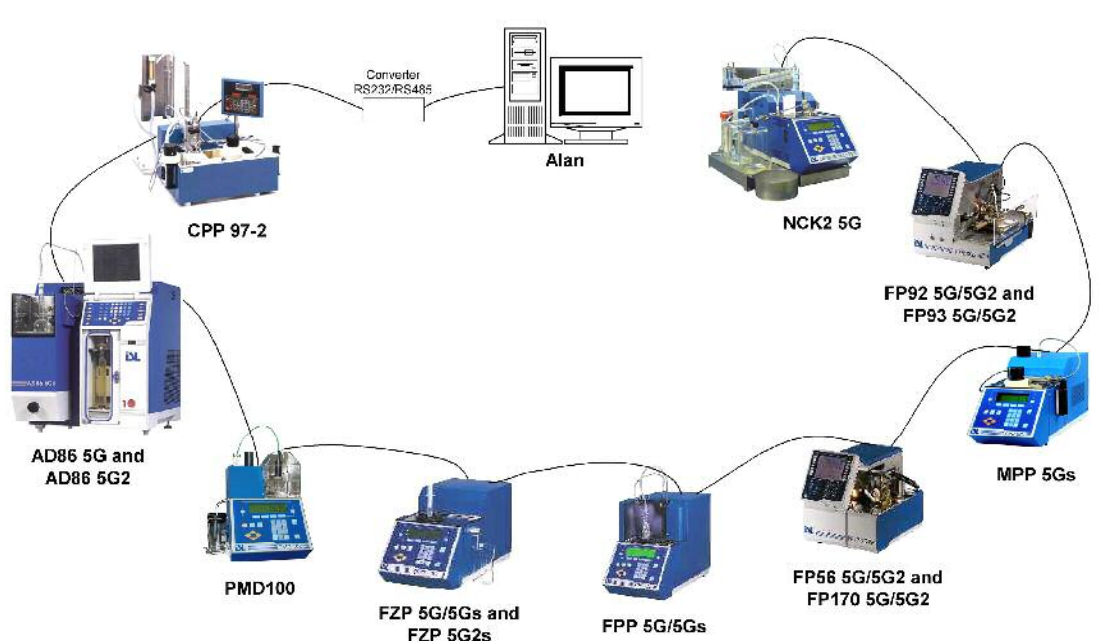 Converter
RS232/RS485
Alan
CPP 97-2
NCK2 5G
FP92 5G/5G2 and
FP93 5G/5G2
AD86 5G and
AD86 5G2
ISL
MPP 5Gs
PMD100
FZP 5G/5Gs and
FZP 5G2s
FPP 5G/5Gs
FP56 5G/5G2 and
FP170 5G/5G2